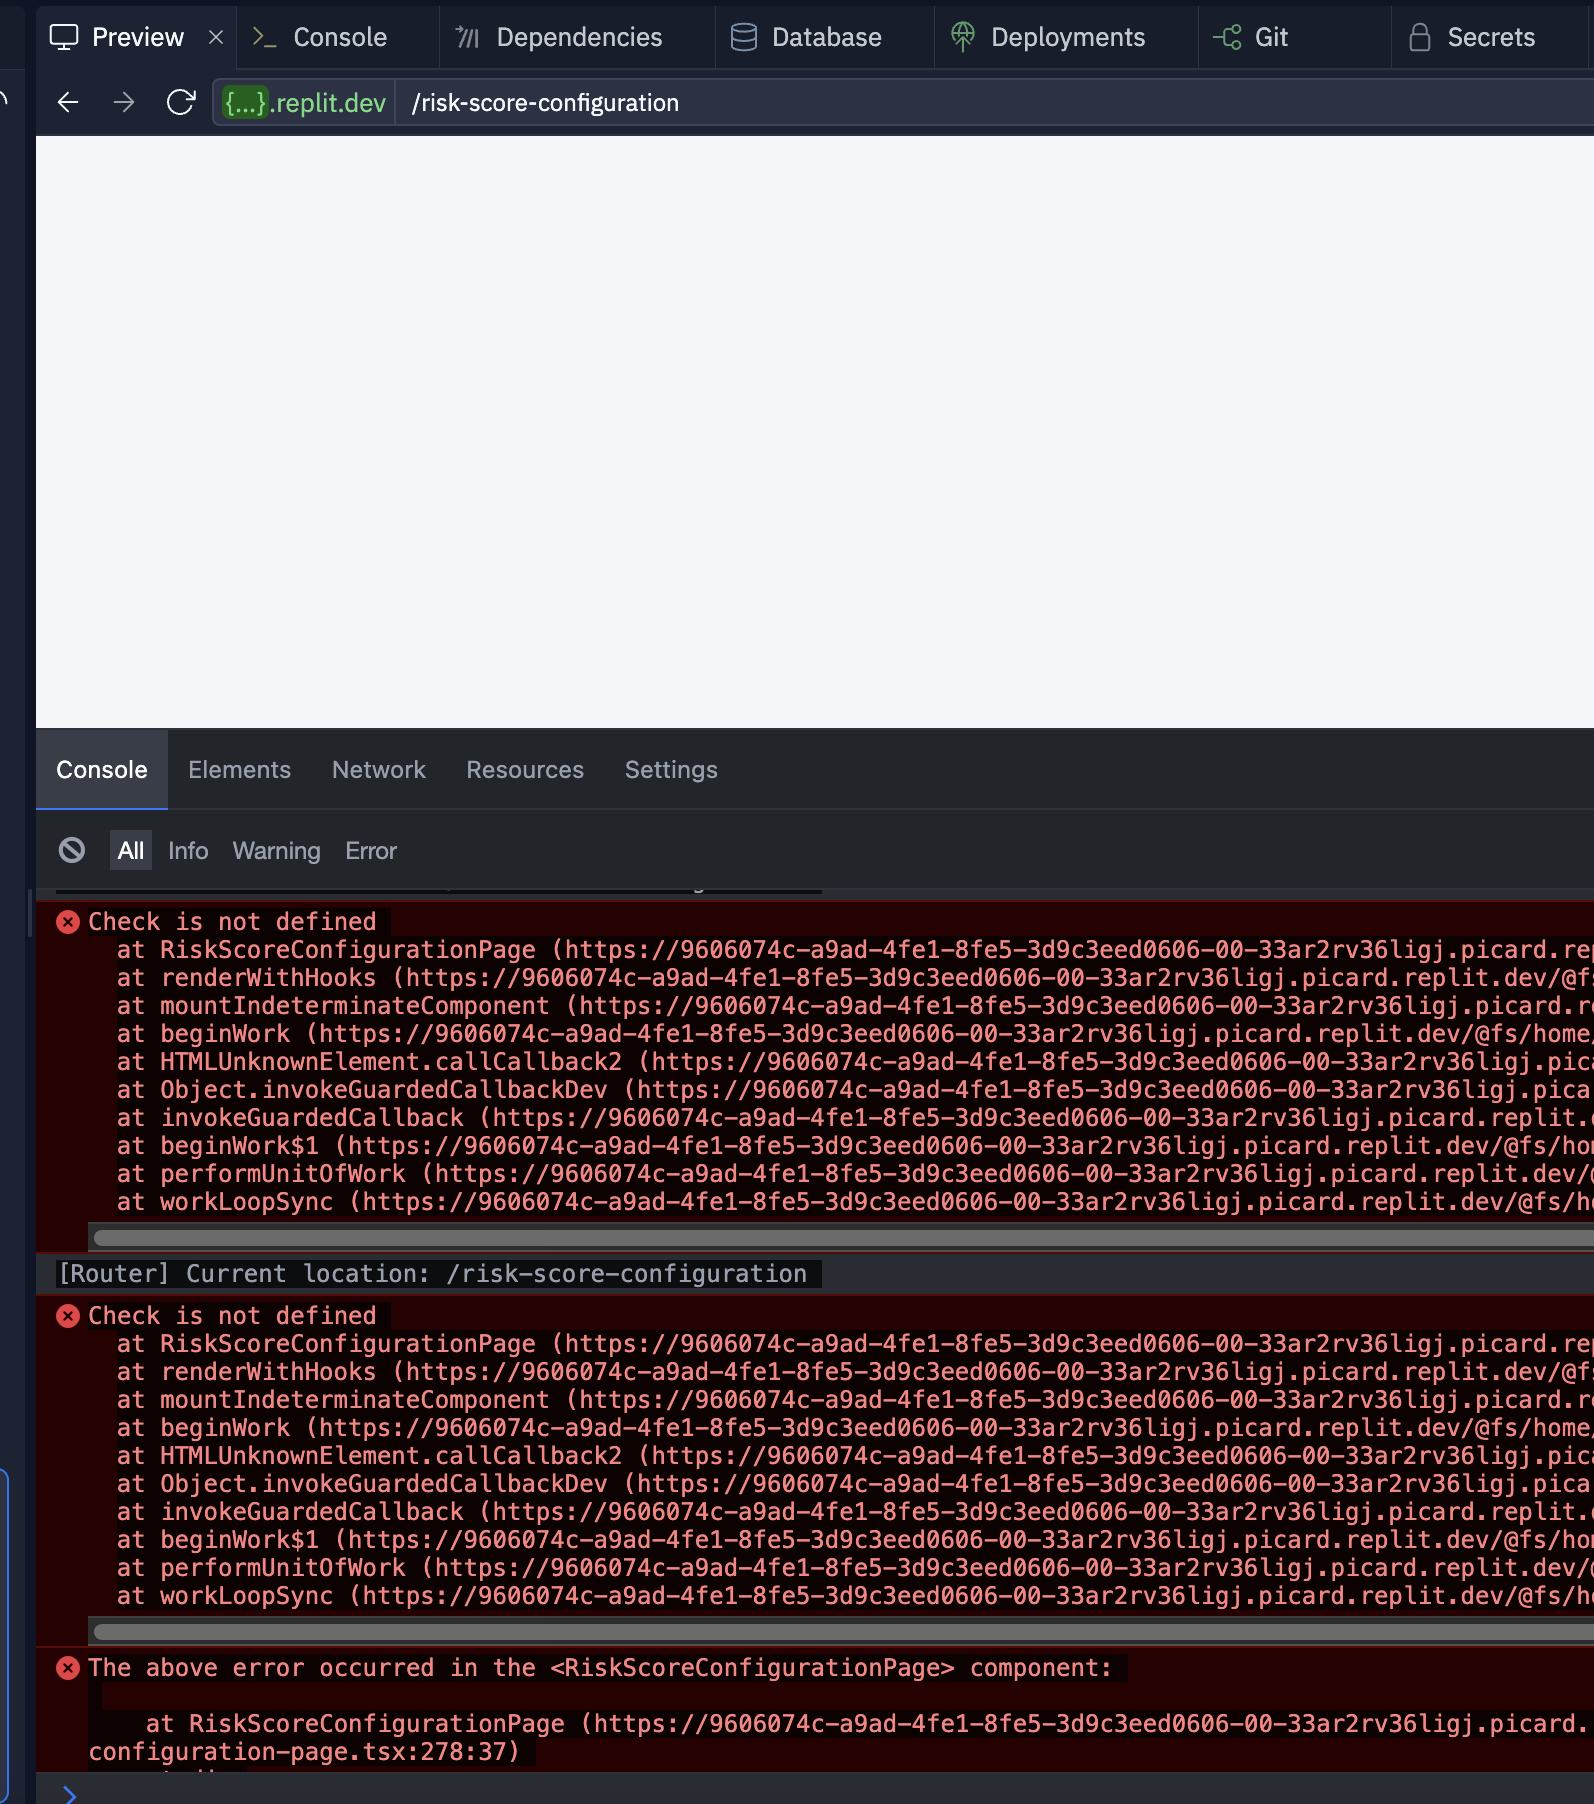 Preview
Console
Dependencies
Database
Deployments
Git
Secrets
{...}.replit.dev
/risk-score-configuration
Console
Elements
Network
Resources
Settings
All
Info
Warning
Error
Check is not defined
at RiskScoreConfigurationPage (https://9606074c-a9ad-4fe1-8fe5-3d9c3eed0606-00-33ar2rv36ligj.picard.rep
at renderWithHooks (https://9606074c-a9ad-4fe1-8fe5-3d9c3eed0606-00-33ar2rv36ligj.picard.replit.dev/@fs
at mountIndeterminateComponent (https://9606074c-a9ad-4fe1-8fe5-3d9c3eed0606-00-33ar2rv36ligj.picard.re
at beginWork (https://9606074c-a9ad-4fe1-8fe5-3d9c3eed0606-00-33ar2rv36ligj.picard.replit.dev/@fs/home/
at HTMLUnknownElement.callCallback2 (https://9606074c-a9ad-4fe1-8fe5-3d9c3eed0606-00-33ar2rv36ligj.pica
at Object.invokeGuardedCallbackDev (https://9606074c-a9ad-4fe1-8fe5-3d9c3eed0606-00-33ar2rv36ligj.picar
at invokeGuardedCallback (https://9606074c-a9ad-4fe1-8fe5-3d9c3eed0606-00-33ar2rv36ligj.picard.replit.d
at beginWork$1 (https://9606074c-a9ad-4fe1-8fe5-3d9c3eed0606-00-33ar2rv36ligj.picard.replit.dev/@fs/hom
at performUnitOfWork (https://9606074c-a9ad-4fe1-8fe5-3d9c3eed0606-00-33ar2rv36ligj.picard.replit.dev/@
at workLoopSync (https://9606074c-a9ad-4fe1-8fe5-3d9c3eed0606-00-33ar2rv36ligj.picard.replit.dev/@fs/ho
[Router] Current location: /risk-score-configuration
Check is not defined
at RiskScoreConfigurationPage (https://9606074c-a9ad-4fe1-8fe5-3d9c3eed0606-00-33ar2rv36ligj.picard.rep
at renderWithHooks (https://9606074c-a9ad-4fe1-8fe5-3d9c3eed0606-00-33ar2rv36ligj.picard.replit.dev/@fs
at mountIndeterminateComponent (https://9606074c-a9ad-4fe1-8fe5-3d9c3eed0606-00-33ar2rv36ligj.picard.re
at beginWork (https://9606074c-a9ad-4fe1-8fe5-3d9c3eed0606-00-33ar2rv36ligj.picard.replit.dev/@fs/home/
at HTMLUnknownElement.callCallback2 (https://9606074c-a9ad-4fe1-8fe5-3d9c3eed0606-00-33ar2rv36ligj.pica
at Object.invokeGuardedCallbackDev (https://9606074c-a9ad-4fe1-8fe5-3d9c3eed0606-00-33ar2rv36ligj.picar
at invokeGuardedCallback (https://9606074c-a9ad-4fe1-8fe5-3d9c3eed0606-00-33ar2rv36ligj.picard.replit.d
at beginWork$1 (https://9606074c-a9ad-4fe1-8fe5-3d9c3eed0606-00-33ar2rv36ligj.picard.replit.dev/@fs/hom
at performUnitOfWork (https://9606074c-a9ad-4fe1-8fe5-3d9c3eed0606-00-33ar2rv36ligj.picard.replit.dev/@
at workLoopSync (https://9606074c-a9ad-4fe1-8fe5-3d9c3eed0606-00-33ar2rv36ligj.picard.replit.dev/@fs/ho
The above error occurred in the <RiskScoreConfigurationPage> component:
at RiskScoreConfigurationPage (https://9606074c-a9ad-4fe1-8fe5-3d9c3eed0606-00-33ar2rv36ligj.picard.
configuration-page.tsx:278:37)